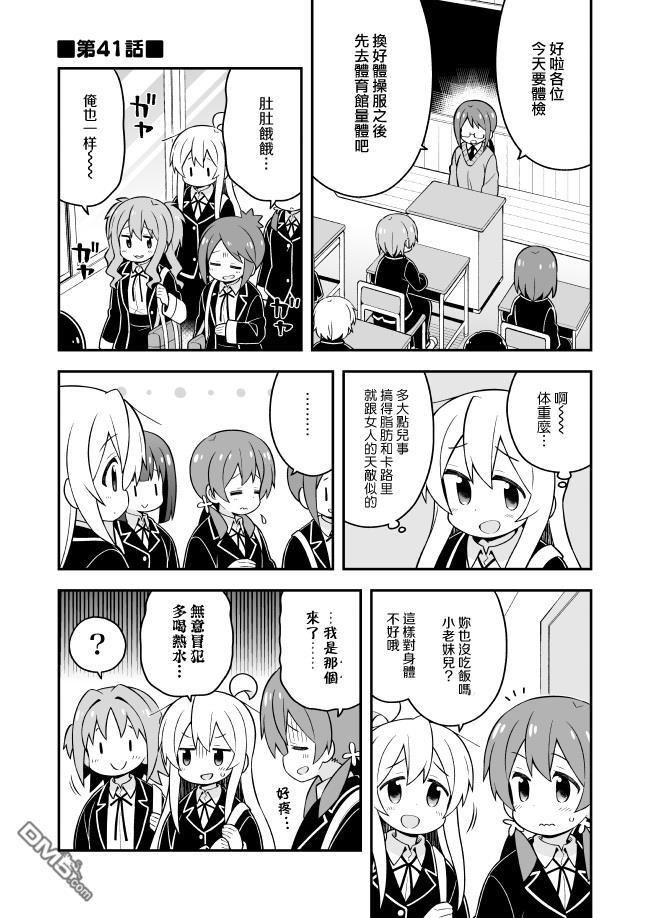 ■第41話■
好啦各位
今天要體檢
換好體操服之後
先去體育館量體吧
肚肚餓餓…
俺也一样~~~
ガヤ
ガヤ
啊~~~
体重麼…
多大點兒事
搞得脂肪和卡路里
就跟女人的天敵似的
………
妳也沒吃飯嗎
小老妹兒?
這樣對身體
不好哦
…我是那個
來了……
好疼…
無意冒犯
多喝熱水…
?
DM5.com